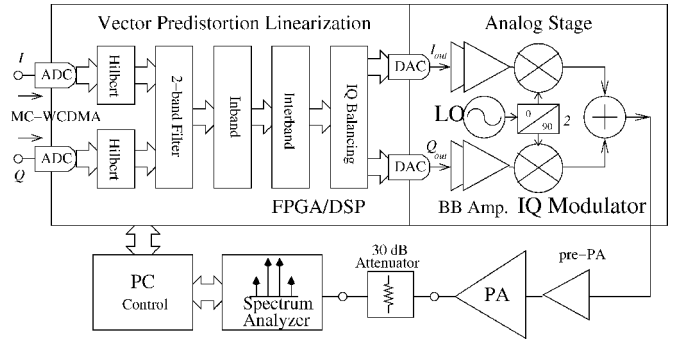 Vector Predistortion Linearization
Analog Stage
I
ADC
Hilbert
2-band Filter
Inband
Interband
IQ Balancing
DAC
I out
MC-WCDMA
LO
0
90
2
Q
ADC
Hilbert
DAC
Q out
FPGA/DSP
BB Amp.
IQ Modulator
PC
Control
Spectrum
Analyzer
30 dB
Attenuator
PA
pre-PA